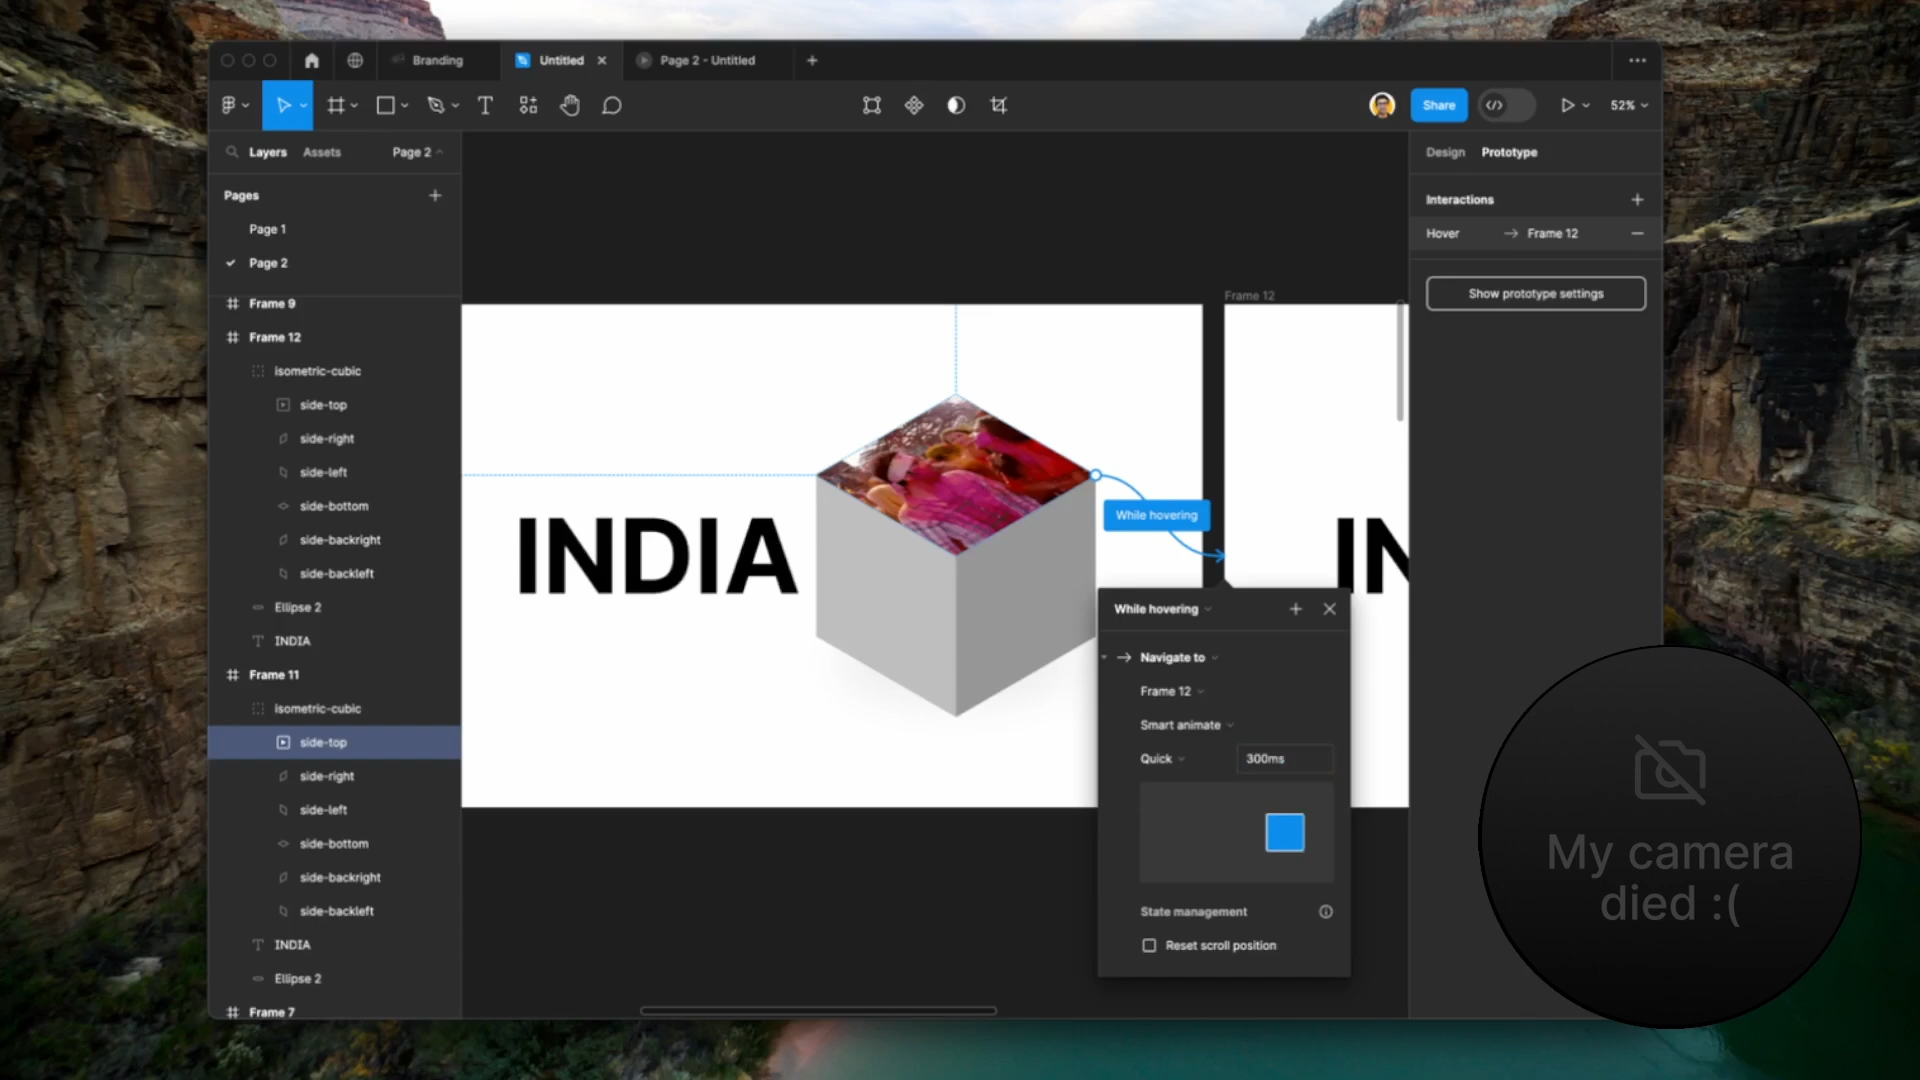 Branding
Untitled
Page 2 - Untitled
Share
52%
Layers
Assets
Page 2
Pages
Page 1
Page 2
Frame 9
Frame 12
isometric-cubic
side-top
side-right
side-left
side-bottom
side-backright
side-backleft
Ellipse 2
INDIA
Frame 11
isometric-cubic
side-top
side-right
side-left
side-bottom
side-backright
side-backleft
INDIA
Ellipse 2
Frame 7
Frame 12
INDIA
IN
While hovering
While hovering
Navigate to
Frame 12
Smart animate
Quick
300ms
State management
Reset scroll position
Design
Prototype
Interactions
Hover
Frame 12
Show prototype settings
My camera
died :(